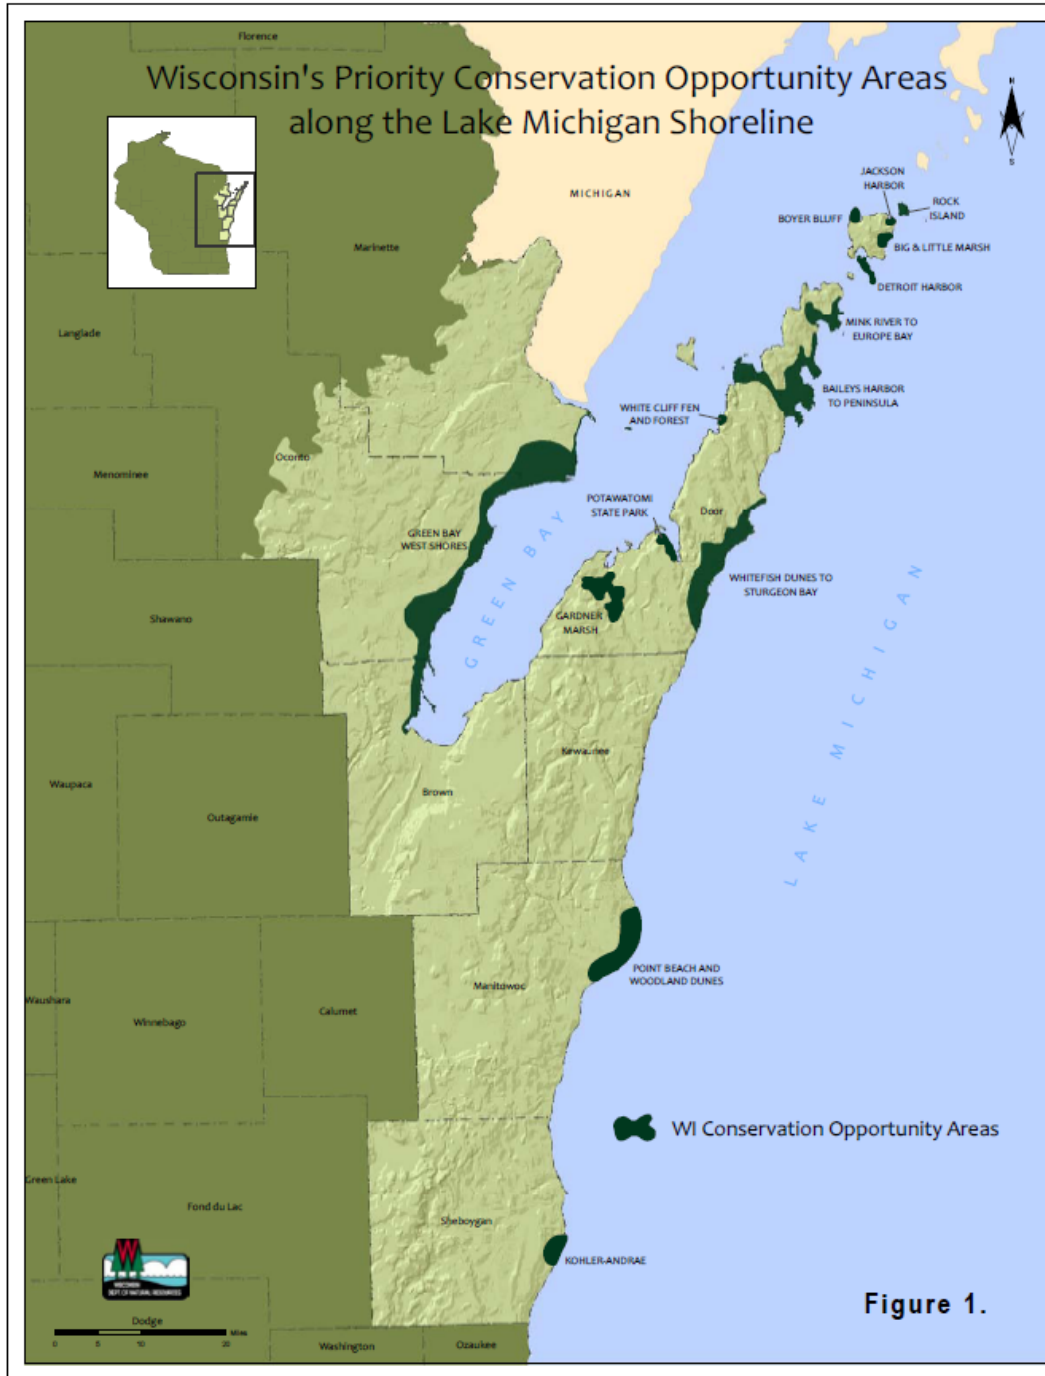 Florence
Wisconsin's Priority Conservation Opportunity Areas
along the Lake Michigan Shoreline
N
S
MICHIGAN
JACKSON
HARBOR
ROCK
ISLAND
BOYER BLUFF
BIG & LITTLE MARSH
DETROIT HARBOR
Marinette
Langlade
MINK RIVER TO
EUROPE BAY
BAILEYS HARBOR
TO PENINSULA
WHITE CLIFF FEN
AND FOREST
Oconto
Menominee
POTAWATOMI
STATE PARK
Door
GREEN BAY
WEST SHORES
GREEN BAY
WHITEFISH DUNES TO
STURGEON BAY
GARDNER
MARSH
Shawano
LAKE MICHIGAN
Kewaunee
Waupaca
Brown
Outagamie
POINT BEACH AND
WOODLAND DUNES
Manitowoc
Waushara
Winnebago
Calumet
WI Conservation Opportunity Areas
Green Lake
Fond du Lac
Sheboygan
KOHLER-ANDRAE
W
WISCONSIN
DEPT. OF NATURAL RESOURCES
Figure 1.
Dodge
Miles
0 5 10 20
Washington
Ozaukee